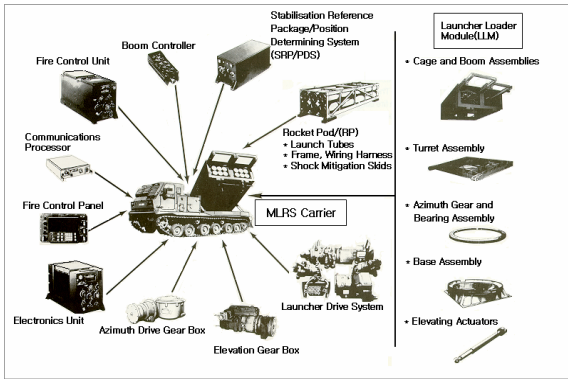 Stabilisation Reference
Package/Position
Determining System
(SRP/PDS)
Boom Controller
Fire Control Unit
Communications
Processor
Fire Control Panel
Electronics Unit
Azimuth Drive Gear Box
Elevation Gear Box
Launcher Drive System
MLRS Carrier
Rocket Pod/(RP)
* Launch Tubes
* Frame, Wiring Harness
* Shock Mitigation Skids
Launcher Loader
Module(LLM)
* Cage and Boom Assemblies
* Turret Assembly
* Azimuth Gear and
Bearing Assembly
* Base Assembly
* Elevating Actuators